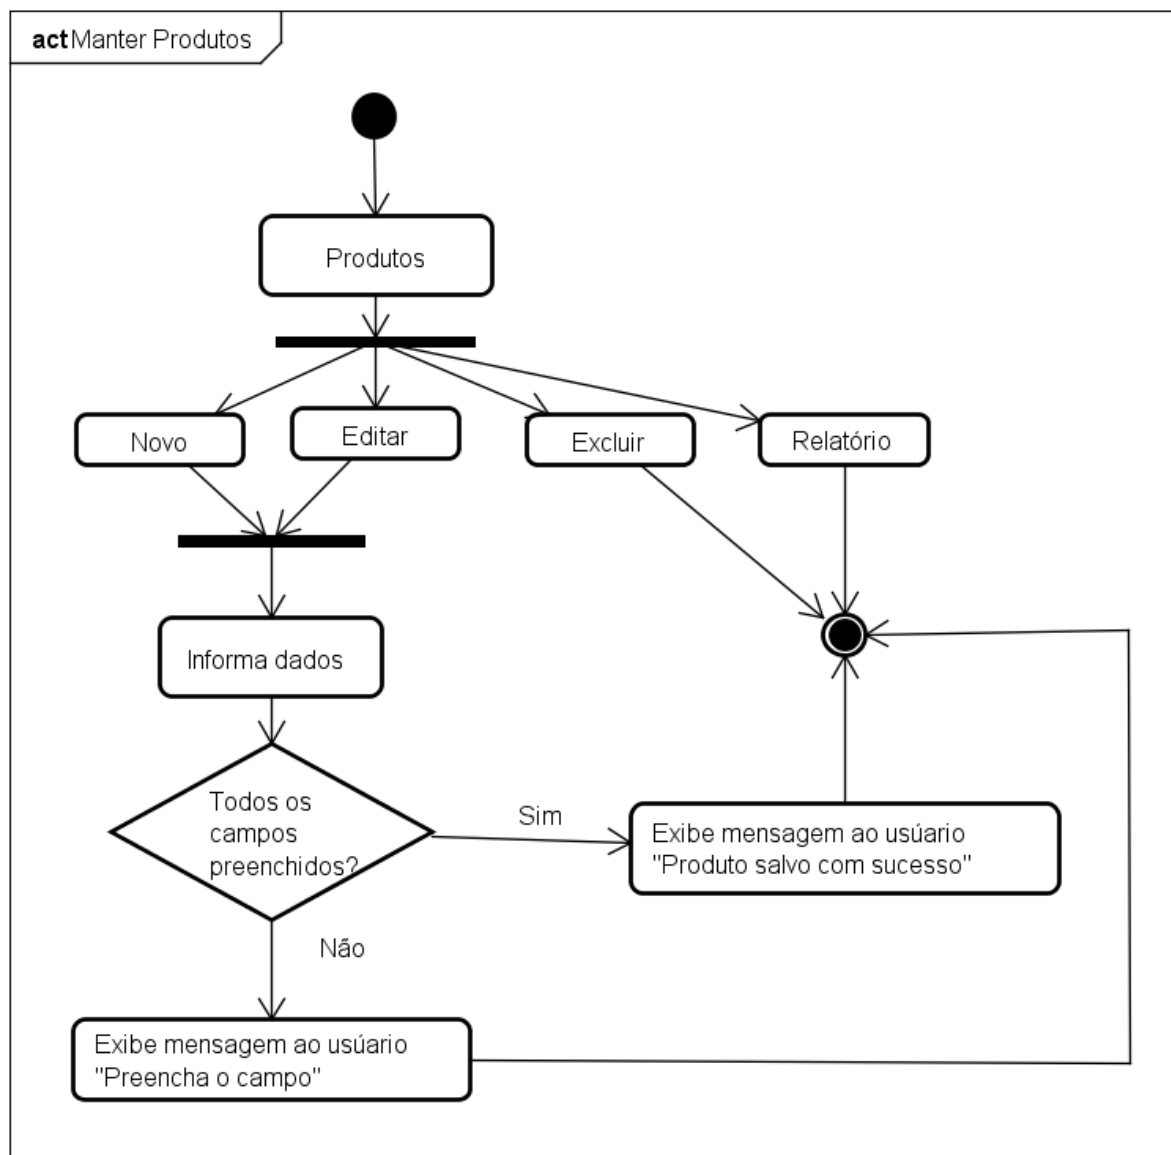 act Manter Produtos
Produtos
Novo
Editar
Excluir
Relatório
Informa dados
Todos os
campos
preenchidos?
Sim
Exibe mensagem ao usúario
"Produto salvo com sucesso"
Não
Exibe mensagem ao usúario
"Preencha o campo"